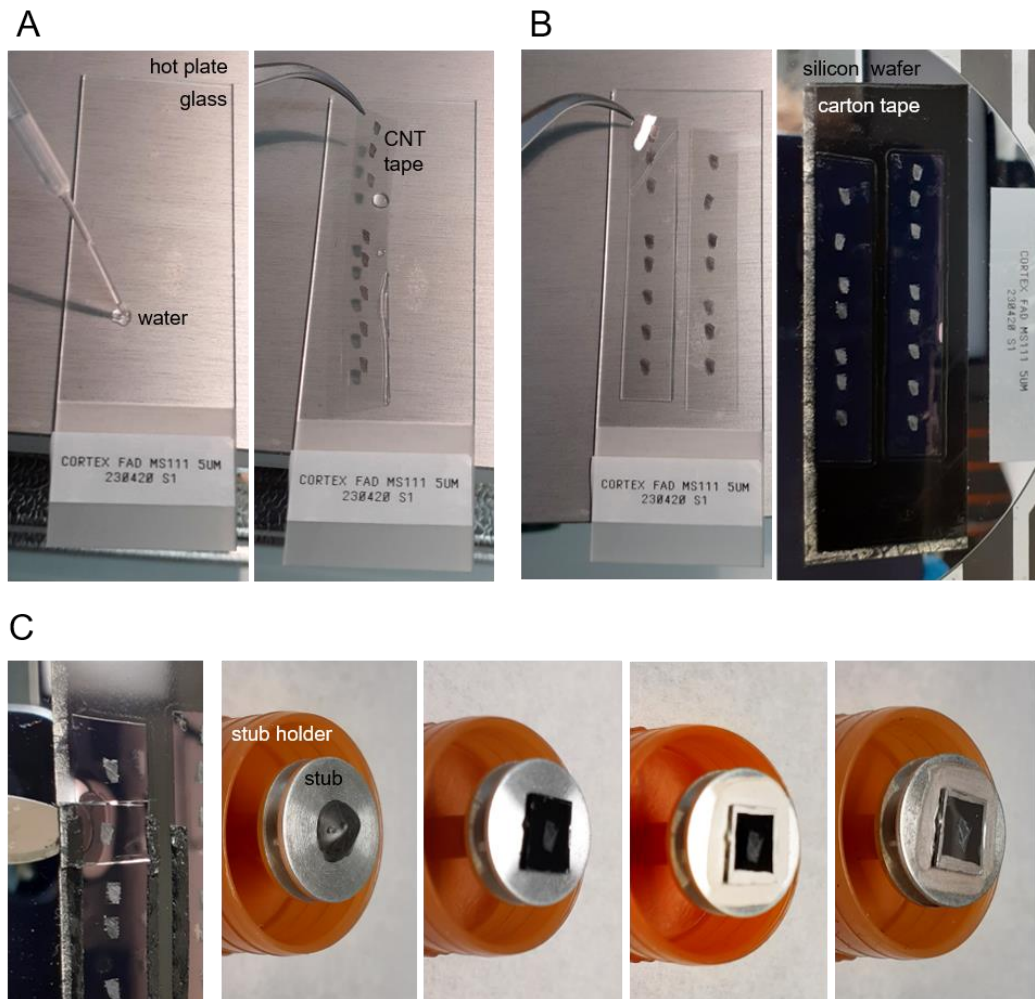 A
hot plate
glass
water
CORTEX FAD MS111 5UM
230420 S1
CNT
tape
CORTEX FAD MS111 5UM
230420 S1
B
CORTEX FAD MS111 5UM
230420 S1
silicon wafer
carton tape
CORTEX FAD MS111 5UM
230420 S1
C
stub holder
stub